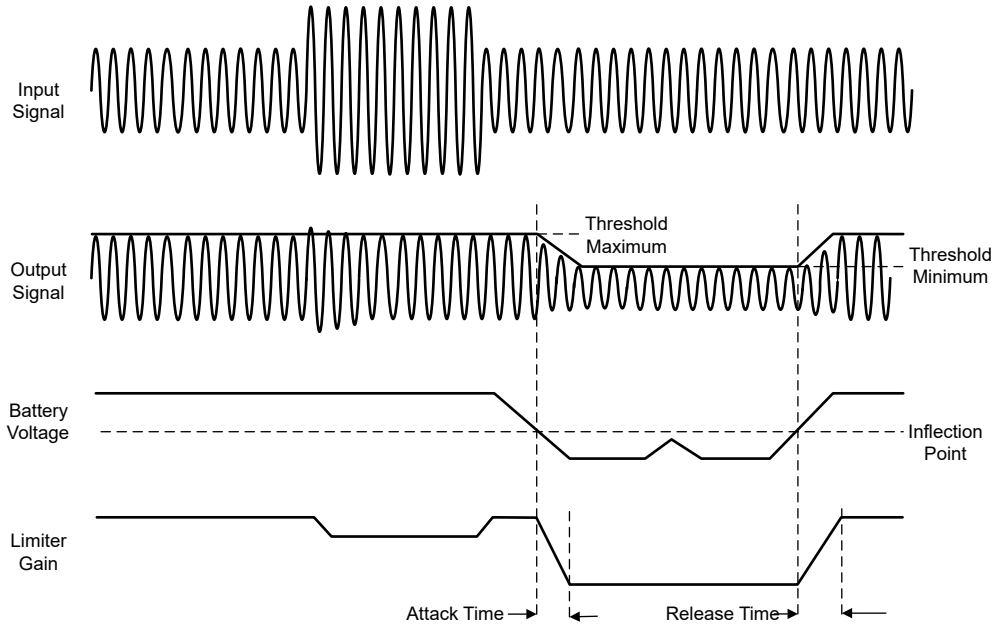 Input
Signal
Threshold
Maximum
Output
Signal
Threshold
Minimum
Battery
Voltage
Inflection
Point
Limiter
Gain
Attack Time
Release Time